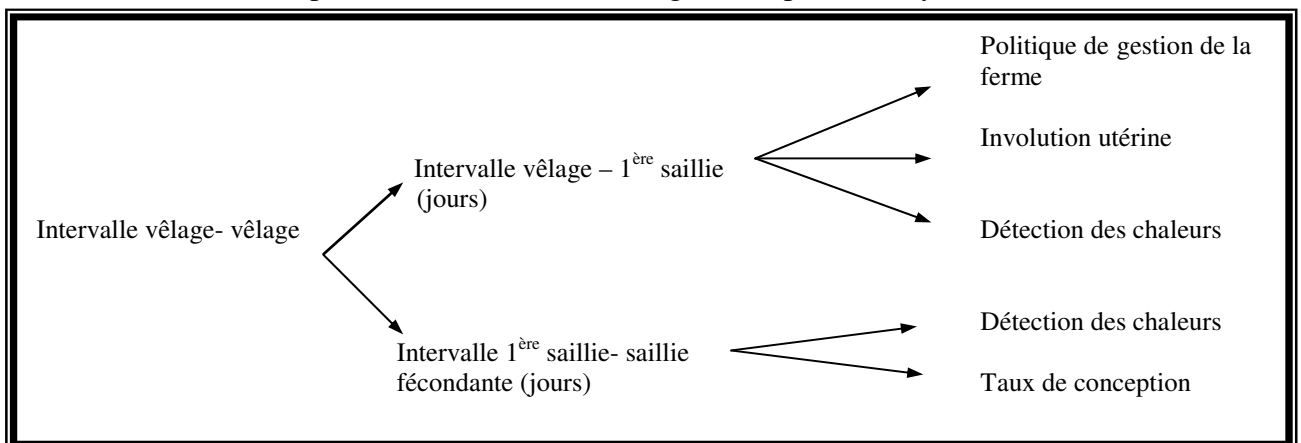 Politique de gestion de la
ferme
Involution utérine
Intervalle vêlage – 1ère saillie
(jours)
Intervalle vêlage- vêlage
Détection des chaleurs
Détection des chaleurs
Intervalle 1ère saillie- saillie
fécondante (jours)
Taux de conception